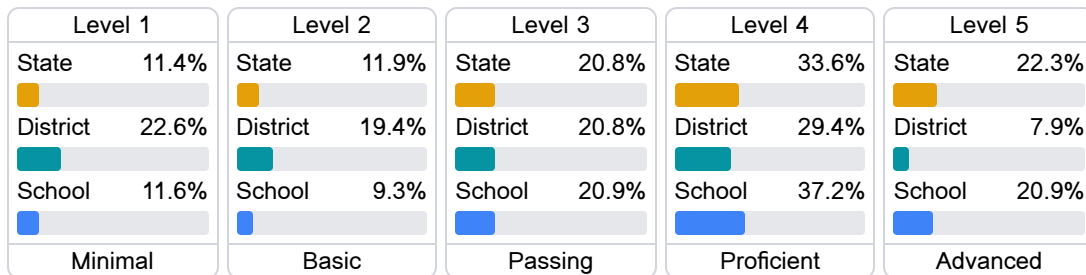 Level 1
State 11.4%
District 22.6%
School 11.6%
Minimal
Level 2
State 11.9%
District 19.4%
School 9.3%
Basic
Level 3
State 20.8%
District 20.8%
School 20.9%
Passing
Level 4
State 33.6%
District 29.4%
School 37.2%
Proficient
Level 5
State 22.3%
District 7.9%
School 20.9%
Advanced